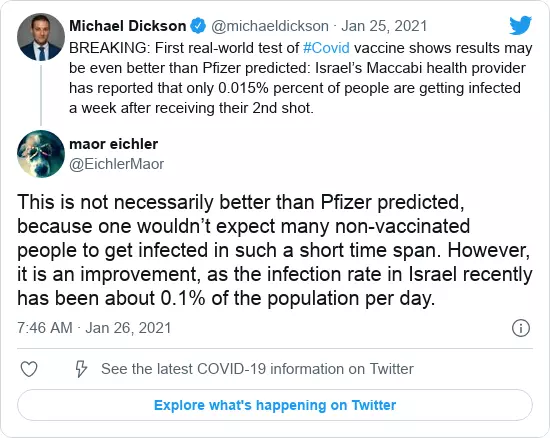 Michael Dickson @michaeldickson · Jan 25, 2021
BREAKING: First real-world test of #Covid vaccine shows results may
be even better than Pfizer predicted: Israel's Maccabi health provider
has reported that only 0.015% percent of people are getting infected
a week after receiving their 2nd shot.
maor eichler
@EichlerMaor
This is not necessarily better than Pfizer predicted,
because one wouldn't expect many non-vaccinated
people to get infected in such a short time span. However,
it is an improvement, as the infection rate in Israel recently
has been about 0.1% of the population per day.
7:46 AM · Jan 26, 2021
See the latest COVID-19 information on Twitter
Explore what's happening on Twitter